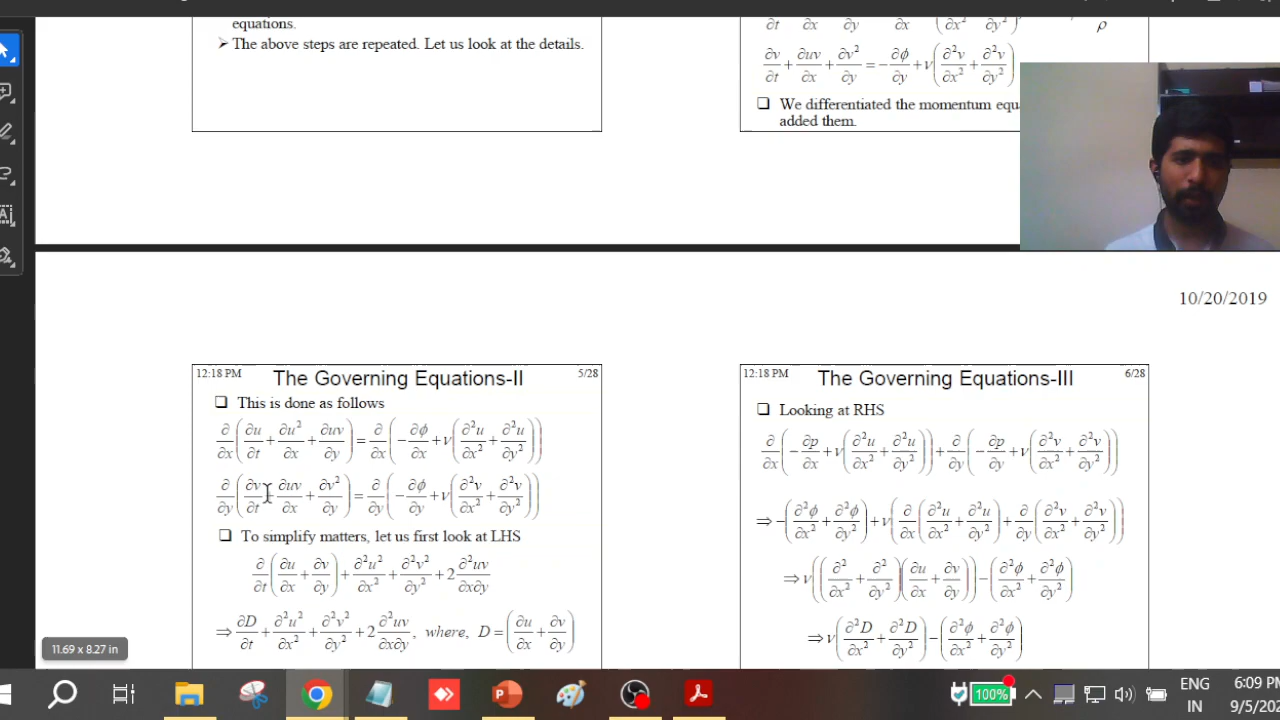 equations.
➢ The above steps are repeated. Let us look at the details.
∂t ∂x ∂y ∂x (∂x² ∂y²) ρ
∂v/∂t + ∂uv/∂x + ∂v²/∂y = −∂ϕ/∂y + ν(∂²v/∂x² + ∂²v/∂y²)
❑ We differentiated the momentum equ
added them.
10/20/2019
12:18 PM The Governing Equations-II 5/28
❑ This is done as follows
∂/∂x(∂u/∂t + ∂u²/∂x + ∂uv/∂y) = ∂/∂x(−∂ϕ/∂x + ν(∂²u/∂x² + ∂²u/∂y²))
∂/∂y(∂v/∂t + ∂uv/∂x + ∂v²/∂y) = ∂/∂y(−∂ϕ/∂y + ν(∂²v/∂x² + ∂²v/∂y²))
❑ To simplify matters, let us first look at LHS
∂/∂t(∂u/∂x + ∂v/∂y) + ∂²u²/∂x² + ∂²v²/∂y² + 2 ∂²uv/∂x∂y
⇒ ∂D/∂t + ∂²u²/∂x² + ∂²v²/∂y² + 2 ∂²uv/∂x∂y, where, D = (∂u/∂x + ∂v/∂y)
12:18 PM The Governing Equations-III 6/28
❑ Looking at RHS
∂/∂x(−∂p/∂x + ν(∂²u/∂x² + ∂²u/∂y²)) + ∂/∂y(−∂p/∂y + ν(∂²v/∂x² + ∂²v/∂y²))
⇒ −(∂²ϕ/∂x² + ∂²ϕ/∂y²) + ν(∂/∂x(∂²u/∂x² + ∂²u/∂y²) + ∂/∂y(∂²v/∂x² + ∂²v/∂y²))
⇒ ν((∂²/∂x² + ∂²/∂y²)(∂u/∂x + ∂v/∂y)) − (∂²ϕ/∂x² + ∂²ϕ/∂y²)
⇒ ν(∂²D/∂x² + ∂²D/∂y²) − (∂²ϕ/∂x² + ∂²ϕ/∂y²)
11.69 x 8.27 in
100%
ENG
IN
6:09 PM
9/5/202